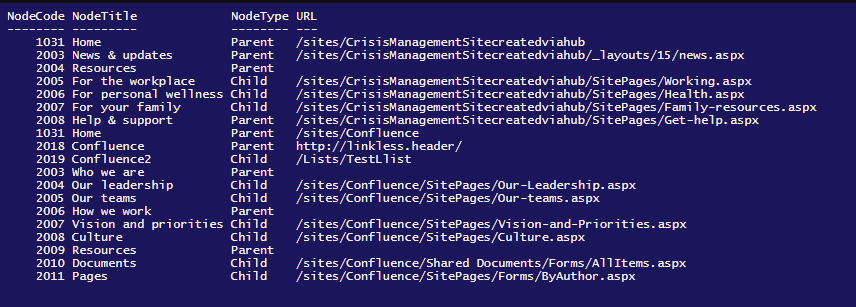 NodeCode NodeTitle NodeType URL
-------- --------- -------- ---
1031 Home Parent /sites/CrisisManagementSitecreatedviahub
2003 News & updates Parent /sites/CrisisManagementSitecreatedviahub/_layouts/15/news.aspx
2004 Resources Parent
2005 For the workplace Child /sites/CrisisManagementSitecreatedviahub/SitePages/Working.aspx
2006 For personal wellness Child /sites/CrisisManagementSitecreatedviahub/SitePages/Health.aspx
2007 For your family Child /sites/CrisisManagementSitecreatedviahub/SitePages/Family-resources.aspx
2008 Help & support Parent /sites/CrisisManagementSitecreatedviahub/SitePages/Get-help.aspx
1031 Home Parent /sites/Confluence
2018 Confluence Parent http://linkless.header/
2019 Confluence2 Child /Lists/TestLlist
2003 Who we are Parent
2004 Our leadership Child /sites/Confluence/SitePages/Our-Leadership.aspx
2005 Our teams Child /sites/Confluence/SitePages/Our-teams.aspx
2006 How we work Parent
2007 Vision and priorities Child /sites/Confluence/SitePages/Vision-and-Priorities.aspx
2008 Culture Child /sites/Confluence/SitePages/Culture.aspx
2009 Resources Parent
2010 Documents Child /sites/Confluence/Shared Documents/Forms/AllItems.aspx
2011 Pages Child /sites/Confluence/SitePages/Forms/ByAuthor.aspx